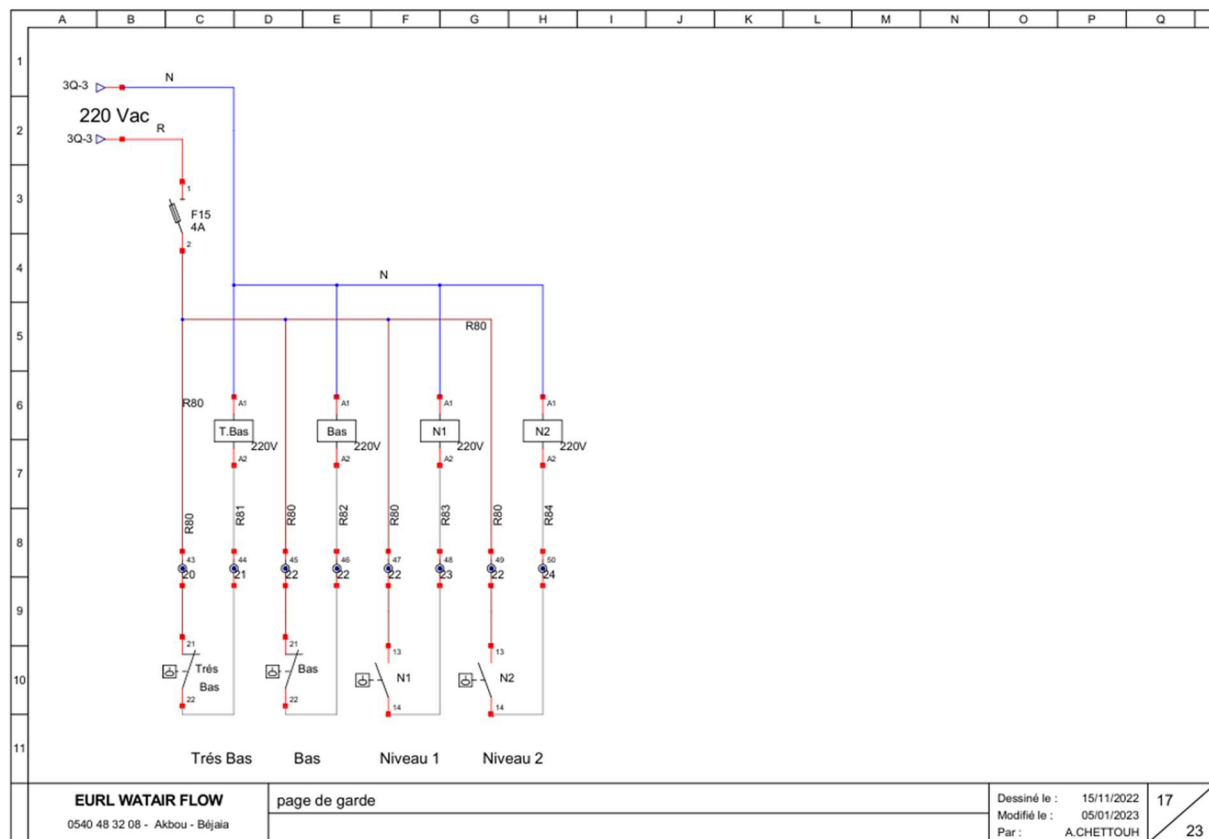 A B C D E F G H I J K L M N O P Q
1
3Q-3 N
220 Vac
2
3Q-3 R
3
1
F15
4A
2
4
N
5
R80
6
R80 A1 A1 A1 A1
T.Bas Bas N1 N2
220V 220V 220V 220V
A2 A2 A2 A2
7
R80 R81 R80 R82 R80 R83 R80 R84
8
43 44 45 46 47 48 49 50
20 21 22 22 22 23 22 24
9
21 21 13 13
10
Trés Bas N1 N2
Bas
22 22 14 14
11
Trés Bas Bas Niveau 1 Niveau 2
EURL WATAIR FLOW
0540 48 32 08 - Akbou - Béjaia
page de garde
Dessiné le : 15/11/2022
Modifié le : 05/01/2023
Par : A.CHETTOUH
17
23